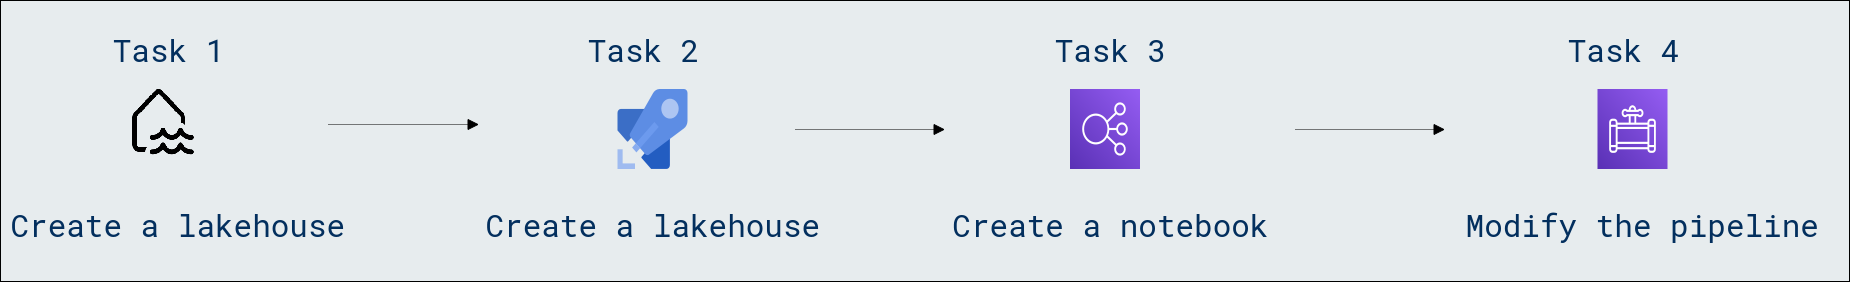 Task 1
Task 2
Task 3
Task 4
Create a lakehouse
Create a lakehouse
Create a notebook
Modify the pipeline